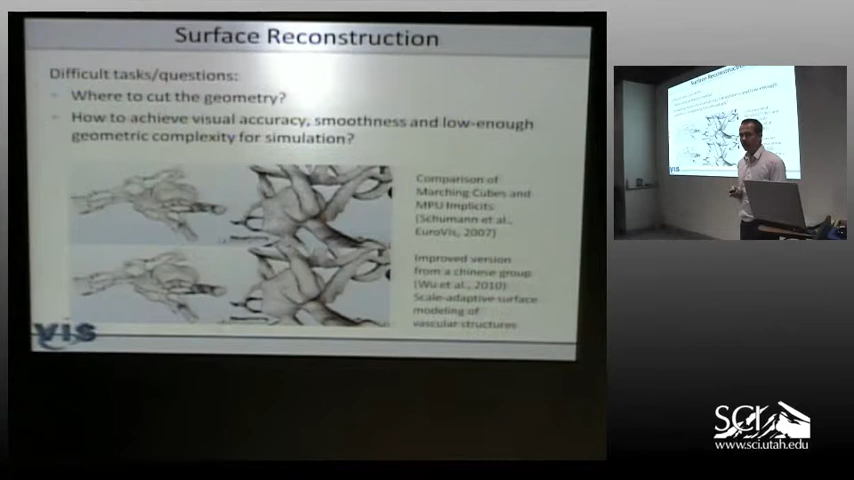 Surface Reconstruction
Difficult tasks/questions:
- Where to cut the geometry?
- How to achieve visual accuracy, smoothness and low-enough
geometric complexity for simulation?
Comparison of
Marching Cubes and
MPU Implicits
(Schumann et al.,
EuroVis, 2007)
Improved version
from a chinese group
(Wu et al., 2010)
Scale-adaptive surface
modeling of
vascular structures
VIS
Surface Reconstruction
VIS
SCI
www.sci.utah.edu